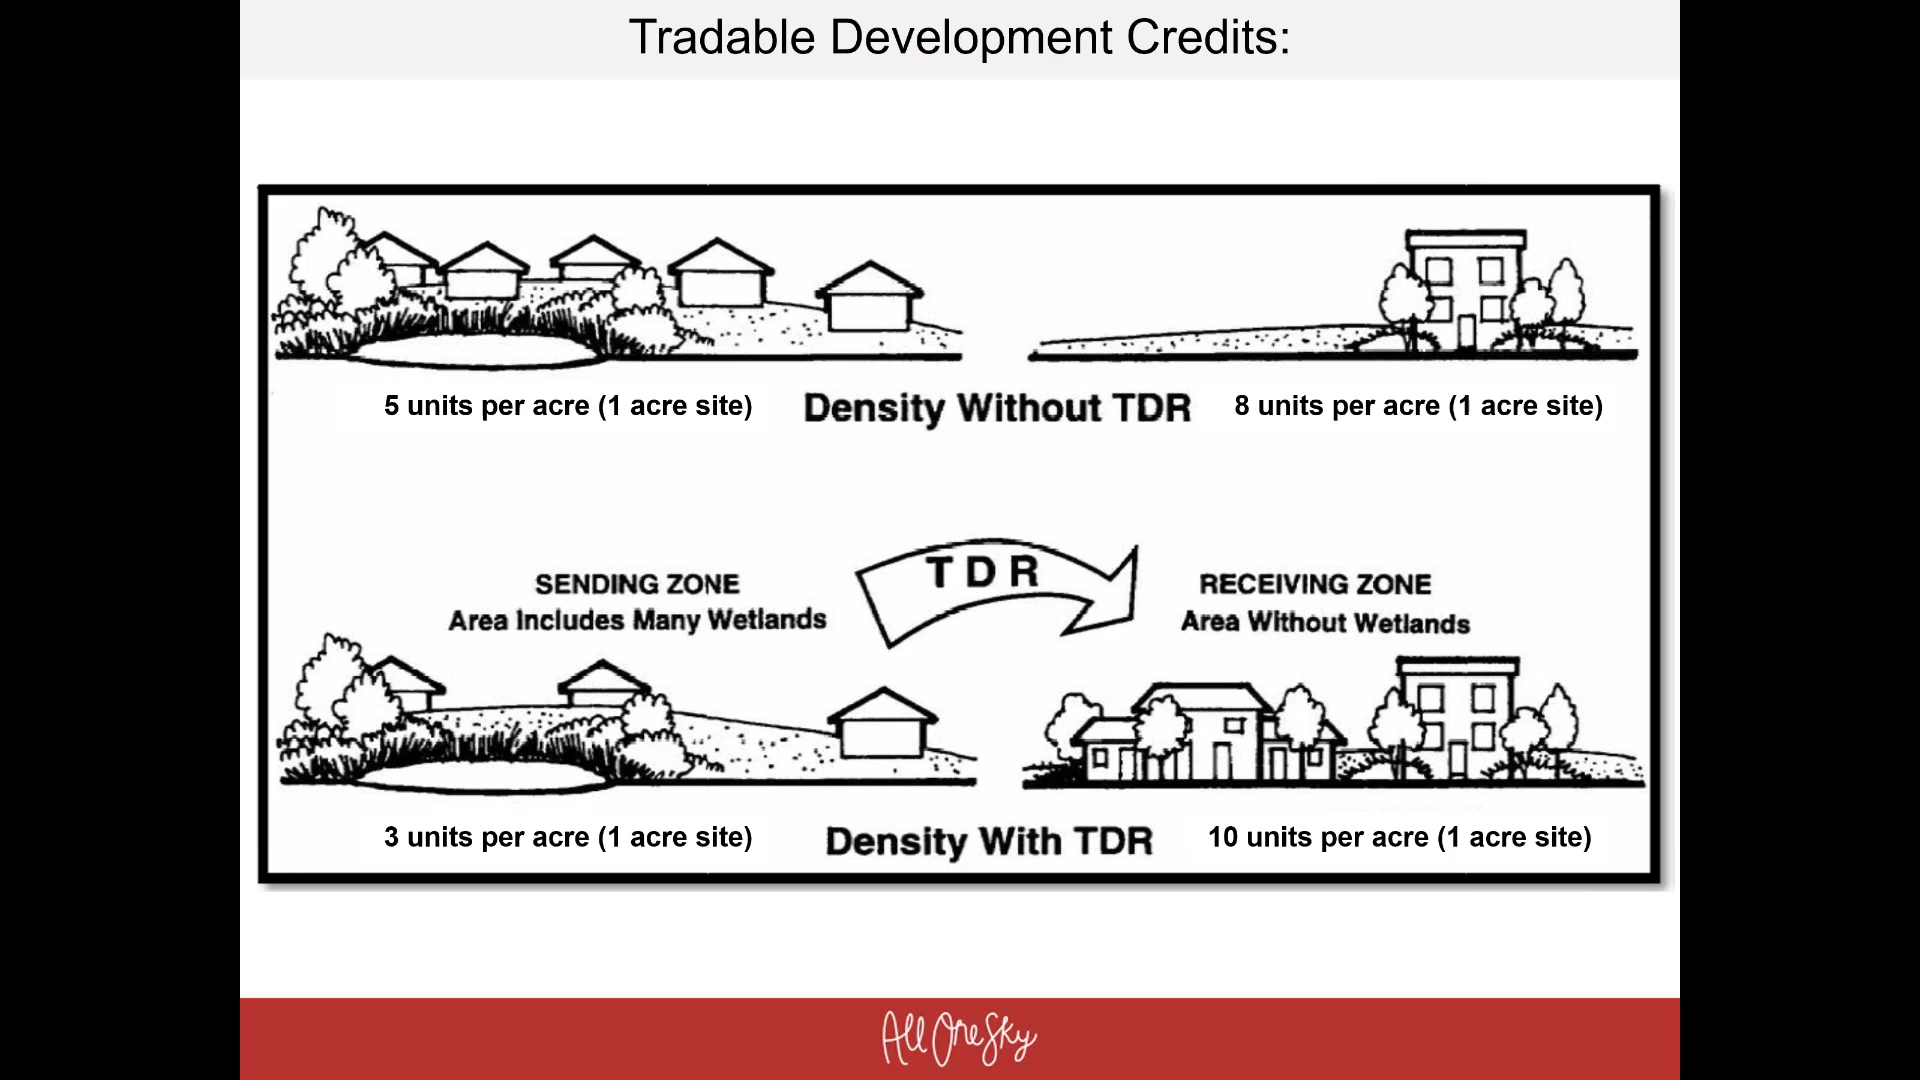 Tradable Development Credits:
5 units per acre (1 acre site)
Density Without TDR
8 units per acre (1 acre site)
SENDING ZONE
Area Includes Many Wetlands
TDR
RECEIVING ZONE
Area Without Wetlands
3 units per acre (1 acre site)
Density With TDR
10 units per acre (1 acre site)
All One Sky